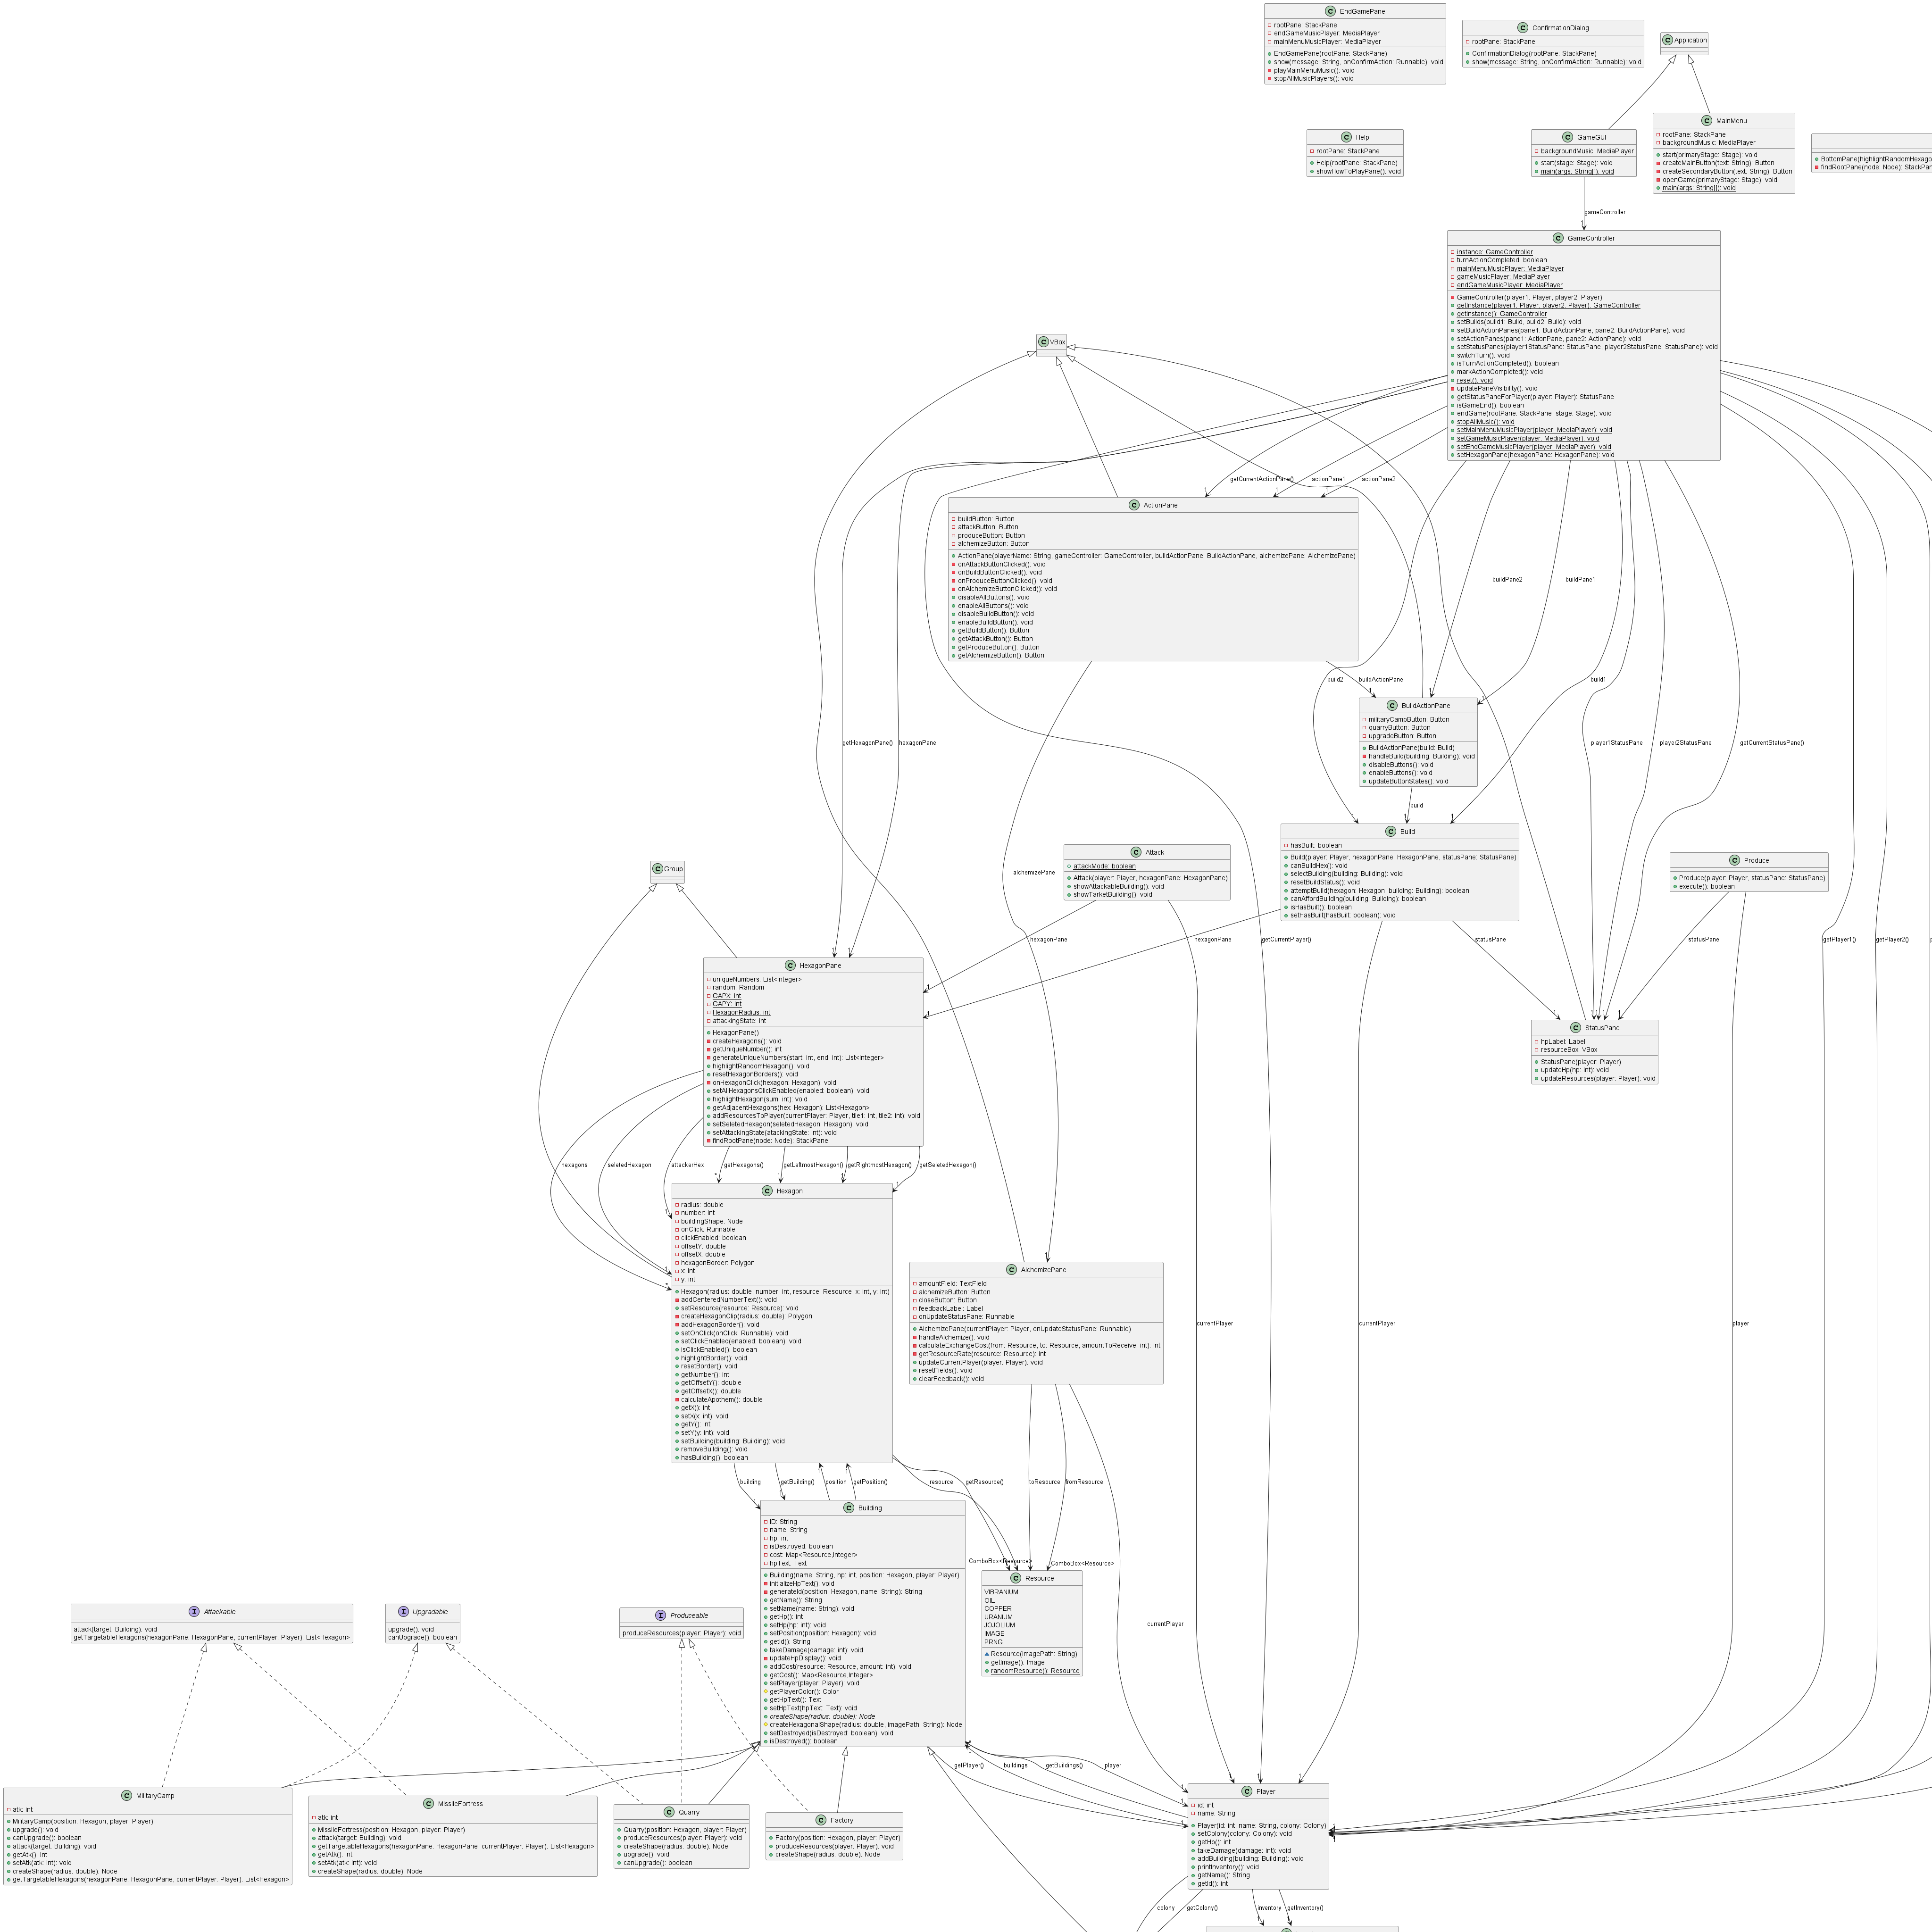 EndGamePane
rootPane: StackPane
endGameMusicPlayer: MediaPlayer
mainMenuMusicPlayer: MediaPlayer
EndGamePane(rootPane: StackPane)
show(message: String, onConfirmAction: Runnable): void
playMainMenuMusic(): void
stopAllMusicPlayers(): void
ConfirmationDialog
rootPane: StackPane
ConfirmationDialog(rootPane: StackPane)
show(message: String, onConfirmAction: Runnable): void
Application
Help
rootPane: StackPane
Help(rootPane: StackPane)
showHowToPlayPane(): void
GameGUI
backgroundMusic: MediaPlayer
start(stage: Stage): void
main(args: String[]): void
MainMenu
rootPane: StackPane
backgroundMusic: MediaPlayer
start(primaryStage: Stage): void
createMainButton(text: String): Button
createSecondaryButton(text: String): Button
openGame(primaryStage: Stage): void
main(args: String[]): void
BottomPane(highlightRandomHexago
findRootPane(node: Node): StackPan
gameController
1
GameController
instance: GameController
turnActionCompleted: boolean
mainMenuMusicPlayer: MediaPlayer
gameMusicPlayer: MediaPlayer
endGameMusicPlayer: MediaPlayer
GameController(player1: Player, player2: Player)
getInstance(player1: Player, player2: Player): GameController
getInstance(): GameController
setBuilds(build1: Build, build2: Build): void
setBuildActionPanes(pane1: BuildActionPane, pane2: BuildActionPane): void
setActionPanes(pane1: ActionPane, pane2: ActionPane): void
setStatusPanes(player1StatusPane: StatusPane, player2StatusPane: StatusPane): void
switchTurn(): void
isTurnActionCompleted(): boolean
markActionCompleted(): void
reset(): void
updatePaneVisibility(): void
getStatusPaneForPlayer(player: Player): StatusPane
isGameEnd(): boolean
endGame(rootPane: StackPane, stage: Stage): void
stopAllMusic(): void
setMainMenuMusicPlayer(player: MediaPlayer): void
setGameMusicPlayer(player: MediaPlayer): void
setEndGameMusicPlayer(player: MediaPlayer): void
setHexagonPane(hexagonPane: HexagonPane): void
VBox
getCurrentActionPane()
actionPane1
actionPane2
1
1
1
ActionPane
buildButton: Button
attackButton: Button
produceButton: Button
alchemizeButton: Button
ActionPane(playerName: String, gameController: GameController, buildActionPane: BuildActionPane, alchemizePane: AlchemizePane)
onAttackButtonClicked(): void
onBuildButtonClicked(): void
onProduceButtonClicked(): void
onAlchemizeButtonClicked(): void
disableAllButtons(): void
enableAllButtons(): void
disableBuildButton(): void
enableBuildButton(): void
getBuildButton(): Button
getAttackButton(): Button
getProduceButton(): Button
getAlchemizeButton(): Button
buildPane2
buildPane1
build2
buildActionPane
build1
1
1
1
BuildActionPane
militaryCampButton: Button
quarryButton: Button
upgradeButton: Button
BuildActionPane(build: Build)
handleBuild(building: Building): void
disableButtons(): void
enableButtons(): void
updateButtonStates(): void
getHexagonPane()
hexagonPane
player1StatusPane
player2StatusPane
getCurrentStatusPane()
build
1
1
1
Build
hasBuilt: boolean
Build(player: Player, hexagonPane: HexagonPane, statusPane: StatusPane)
canBuildHex(): void
selectBuilding(building: Building): void
resetBuildStatus(): void
attemptBuild(hexagon: Hexagon, building: Building): boolean
canAffordBuilding(building: Building): boolean
isHasBuilt(): boolean
setHasBuilt(hasBuilt: boolean): void
Attack
attackMode: boolean
Attack(player: Player, hexagonPane: HexagonPane)
showAttackableBuilding(): void
showTarketBuilding(): void
Produce
Produce(player: Player, statusPane: StatusPane)
execute(): boolean
Group
alchemizePane
hexagonPane
hexagonPane
getCurrentPlayer()
statusPane
statusPane
getPlayer1()
getPlayer2()
1
1
1
1
HexagonPane
uniqueNumbers: List<Integer>
random: Random
GAPX: int
GAPY: int
HexagonRadius: int
attackingState: int
HexagonPane()
createHexagons(): void
getUniqueNumber(): int
generateUniqueNumbers(start: int, end: int): List<Integer>
highlightRandomHexagon(): void
resetHexagonBorders(): void
onHexagonClick(hexagon: Hexagon): void
setAllHexagonsClickEnabled(enabled: boolean): void
highlightHexagon(sum: int): void
getAdjacentHexagons(hex: Hexagon): List<Hexagon>
addResourcesToPlayer(currentPlayer: Player, tile1: int, tile2: int): void
setSeletedHexagon(seletedHexagon: Hexagon): void
setAttackingState(atackingState: int): void
findRootPane(node: Node): StackPane
1
1
1
StatusPane
hpLabel: Label
resourceBox: VBox
StatusPane(player: Player)
updateHp(hp: int): void
updateResources(player: Player): void
hexagons
seletedHexagon
attackerHex
getHexagons()
getLeftmostHexagon()
getRightmostHexagon()
getSeletedHexagon()
*
1
1
1
Hexagon
radius: double
number: int
buildingShape: Node
onClick: Runnable
clickEnabled: boolean
offsetY: double
offsetX: double
hexagonBorder: Polygon
x: int
y: int
Hexagon(radius: double, number: int, resource: Resource, x: int, y: int)
addCenteredNumberText(): void
setResource(resource: Resource): void
createHexagonClip(radius: double): Polygon
addHexagonBorder(): void
setOnClick(onClick: Runnable): void
setClickEnabled(enabled: boolean): void
isClickEnabled(): boolean
highlightBorder(): void
resetBorder(): void
getNumber(): int
getOffsetY(): double
getOffsetX(): double
calculateApothem(): double
getX(): int
setX(x: int): void
getY(): int
setY(y: int): void
setBuilding(building: Building): void
removeBuilding(): void
hasBuilding(): boolean
1
1
*
1
AlchemizePane
amountField: TextField
alchemizeButton: Button
closeButton: Button
feedbackLabel: Label
onUpdateStatusPane: Runnable
AlchemizePane(currentPlayer: Player, onUpdateStatusPane: Runnable)
handleAlchemize(): void
calculateExchangeCost(from: Resource, to: Resource, amountToReceive: int): int
getResourceRate(resource: Resource): int
updateCurrentPlayer(player: Player): void
resetFields(): void
clearFeedback(): void
currentPlayer
currentPlayer
player
building
getBuilding()
position
getPosition()
resource
getResource()
toResource
fromResource
1
1
1
1
Building
ID: String
name: String
hp: int
isDestroyed: boolean
cost: Map<Resource,Integer>
hpText: Text
Building(name: String, hp: int, position: Hexagon, player: Player)
initializeHpText(): void
generateId(position: Hexagon, name: String): String
getName(): String
setName(name: String): void
getHp(): int
setHp(hp: int): void
setPosition(position: Hexagon): void
getId(): String
takeDamage(damage: int): void
updateHpDisplay(): void
addCost(resource: Resource, amount: int): void
getCost(): Map<Resource,Integer>
setPlayer(player: Player): void
getPlayerColor(): Color
getHpText(): Text
setHpText(hpText: Text): void
createShape(radius: double): Node
createHexagonalShape(radius: double, imagePath: String): Node
setDestroyed(isDestroyed: boolean): void
isDestroyed(): boolean
ComboBox<Resource>
1
ComboBox<Resource>
Resource
VIBRANIUM
OIL
COPPER
URANIUM
JOJOLIUM
IMAGE
PRNG
Resource(imagePath: String)
getImage(): Image
randomResource(): Resource
currentPlayer
Attackable
attack(target: Building): void
getTargetableHexagons(hexagonPane: HexagonPane, currentPlayer: Player): List<Hexagon>
Upgradable
upgrade(): void
canUpgrade(): boolean
Produceable
produceResources(player: Player): void
getPlayer()
buildings
getBuildings()
player
*
*
1
1
1
1
1
MilitaryCamp
atk: int
MilitaryCamp(position: Hexagon, player: Player)
upgrade(): void
canUpgrade(): boolean
attack(target: Building): void
getAtk(): int
setAtk(atk: int): void
createShape(radius: double): Node
getTargetableHexagons(hexagonPane: HexagonPane, currentPlayer: Player): List<Hexagon>
MissileFortress
atk: int
MissileFortress(position: Hexagon, player: Player)
attack(target: Building): void
getTargetableHexagons(hexagonPane: HexagonPane, currentPlayer: Player): List<Hexagon>
getAtk(): int
setAtk(atk: int): void
createShape(radius: double): Node
Quarry
Quarry(position: Hexagon, player: Player)
produceResources(player: Player): void
createShape(radius: double): Node
upgrade(): void
canUpgrade(): boolean
Factory
Factory(position: Hexagon, player: Player)
produceResources(player: Player): void
createShape(radius: double): Node
Player
id: int
name: String
Player(id: int, name: String, colony: Colony)
setColony(colony: Colony): void
getHp(): int
takeDamage(damage: int): void
addBuilding(building: Building): void
printInventory(): void
getName(): String
getId(): int
colony
getColony()
inventory
getInventory()
1
1